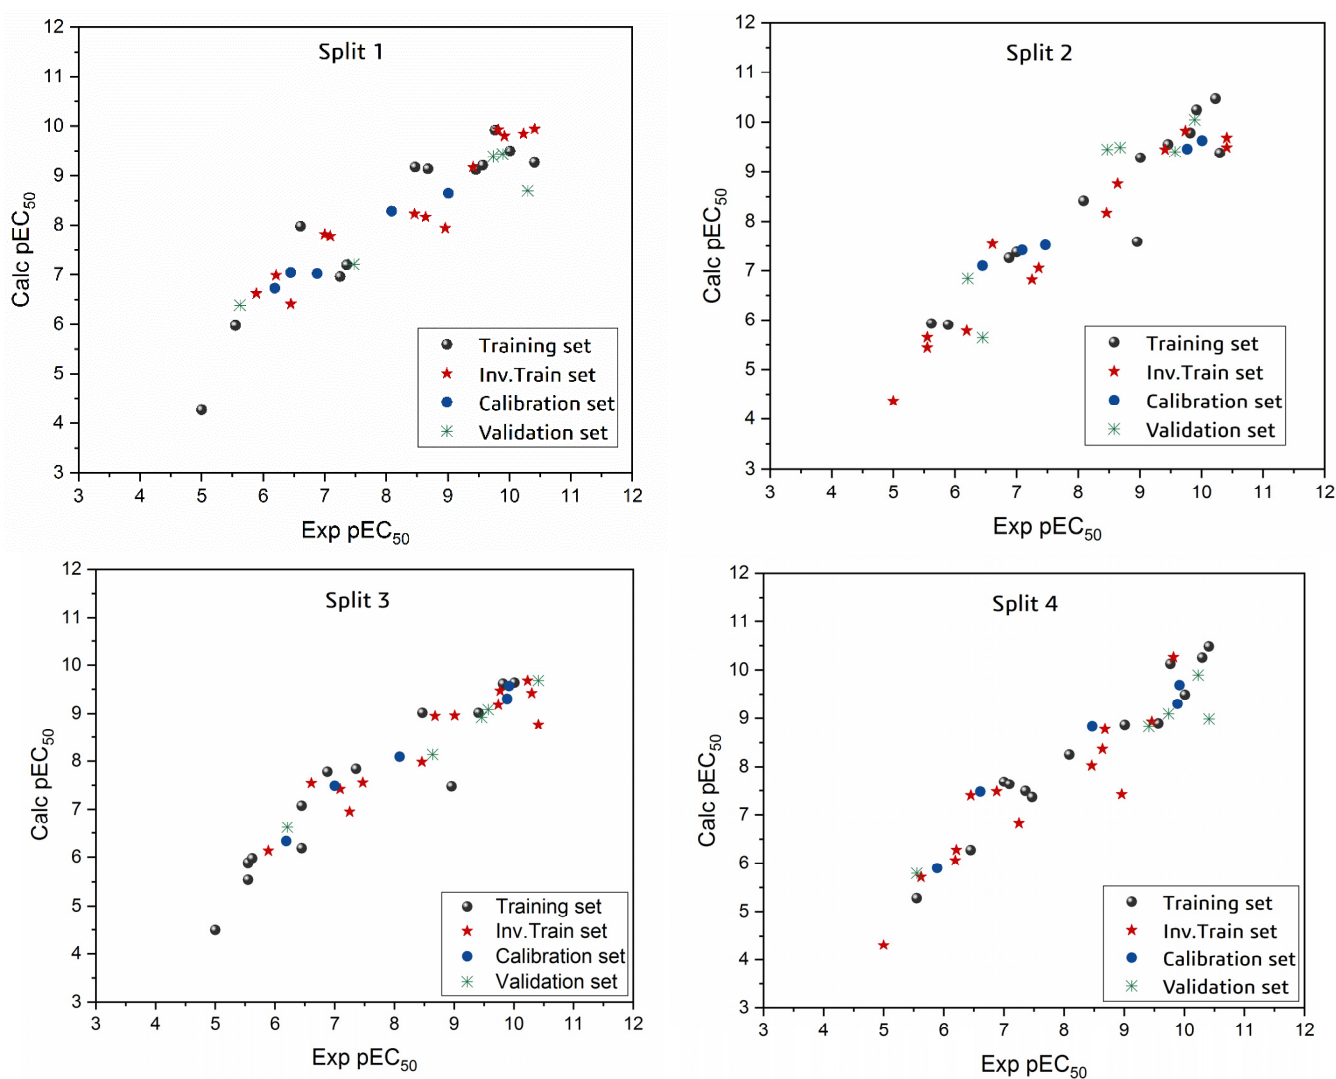 Split 1
12
11
10
9
8
7
6
5
4
3
Calc pEC50
Training set
Inv.Train set
Calibration set
Validation set
3 4 5 6 7 8 9 10 11 12
Exp pEC50
Split 2
12
11
10
9
8
7
6
5
4
3
Calc pEC50
Training set
Inv.Train set
Calibration set
Validation set
3 4 5 6 7 8 9 10 11 12
Exp pEC50
Split 3
12
11
10
9
8
7
6
5
4
3
Calc pEC50
Training set
Inv.Train set
Calibration set
Validation set
3 4 5 6 7 8 9 10 11 12
Exp pEC50
Split 4
12
11
10
9
8
7
6
5
4
3
Calc pEC50
Training set
Inv.Train set
Calibration set
Validation set
3 4 5 6 7 8 9 10 11 12
Exp pEC50